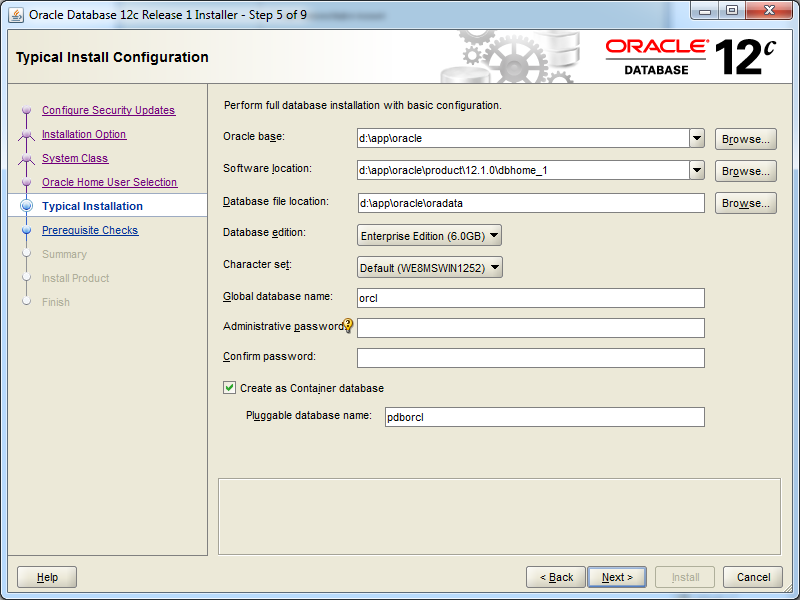 Oracle Database 12c Release 1 Installer - Step 5 of 9
Typical Install Configuration
ORACLE®
DATABASE
12c
Configure Security Updates
Installation Option
System Class
Oracle Home User Selection
Typical Installation
Prerequisite Checks
Summary
Install Product
Finish
Perform full database installation with basic configuration.
Oracle base: d:\app\oracle Browse...
Software location: d:\app\oracle\product\12.1.0\dbhome_1 Browse...
Database file location: d:\app\oracle\oradata Browse...
Database edition: Enterprise Edition (6.0GB)
Character set: Default (WE8MSWIN1252)
Global database name: orcl
Administrative password
Confirm password:
Create as Container database
Pluggable database name: pdborcl
Help < Back Next > Install Cancel